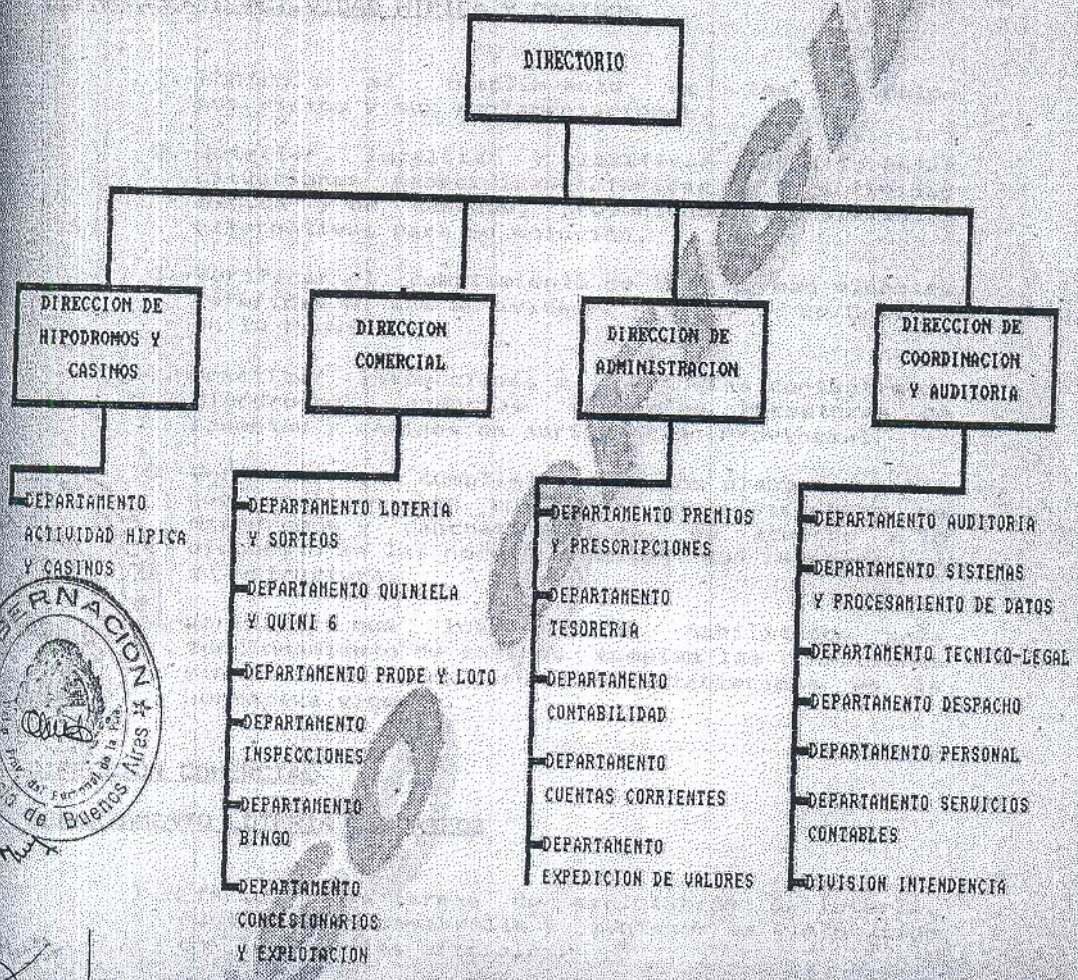 DIRECTORIO
DIRECCION DE
HIPODROMOS Y
CASINOS
DIRECCION
COMERCIAL
DIRECCION DE
ADMINISTRACION
DIRECCION DE
COORDINACION
Y AUDITORIA
DEPARTAMENTO
ACTIVIDAD HIPICA
Y CASINOS
DEPARTAMENTO LOTERIA
Y SORTEOS
DEPARTAMENTO QUINIELA
Y QUINI 6
DEPARTAMENTO PRODE Y LOTO
DEPARTAMENTO
INSPECCIONES
DEPARTAMENTO
BINGO
DEPARTAMENTO
CONCESIONARIOS
Y EXPLOTACION
DEPARTAMENTO PREMIOS
Y PRESCRIPCIONES
DEPARTAMENTO
TESORERIA
DEPARTAMENTO
CONTABILIDAD
DEPARTAMENTO
CUENTAS CORRIENTES
DEPARTAMENTO
EXPEDICION DE VALORES
DEPARTAMENTO AUDITORIA
DEPARTAMENTO SISTEMAS
Y PROCESAMIENTO DE DATOS
DEPARTAMENTO TECNICO-LEGAL
DEPARTAMENTO DESPACHO
DEPARTAMENTO PERSONAL
DEPARTAMENTO SERVICIOS
CONTABLES
DIVISION INTENDENCIA
ERNACION
de Buenos Aires